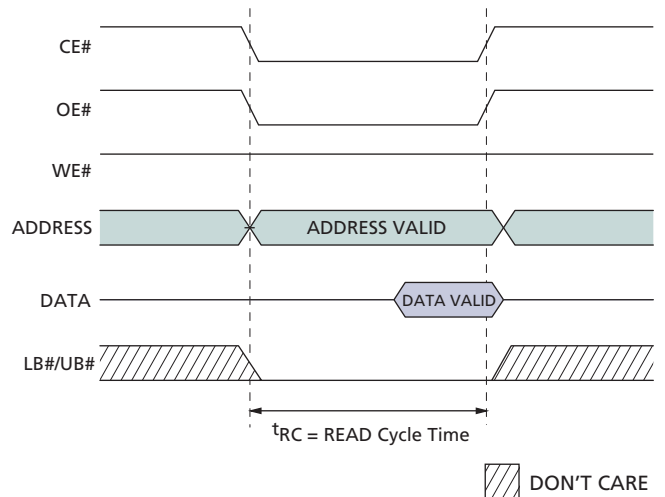 CE#
OE#
WE#
ADDRESS
ADDRESS VALID
DATA
DATA VALID
LB#/UB#
tRC = READ Cycle Time
DON'T CARE